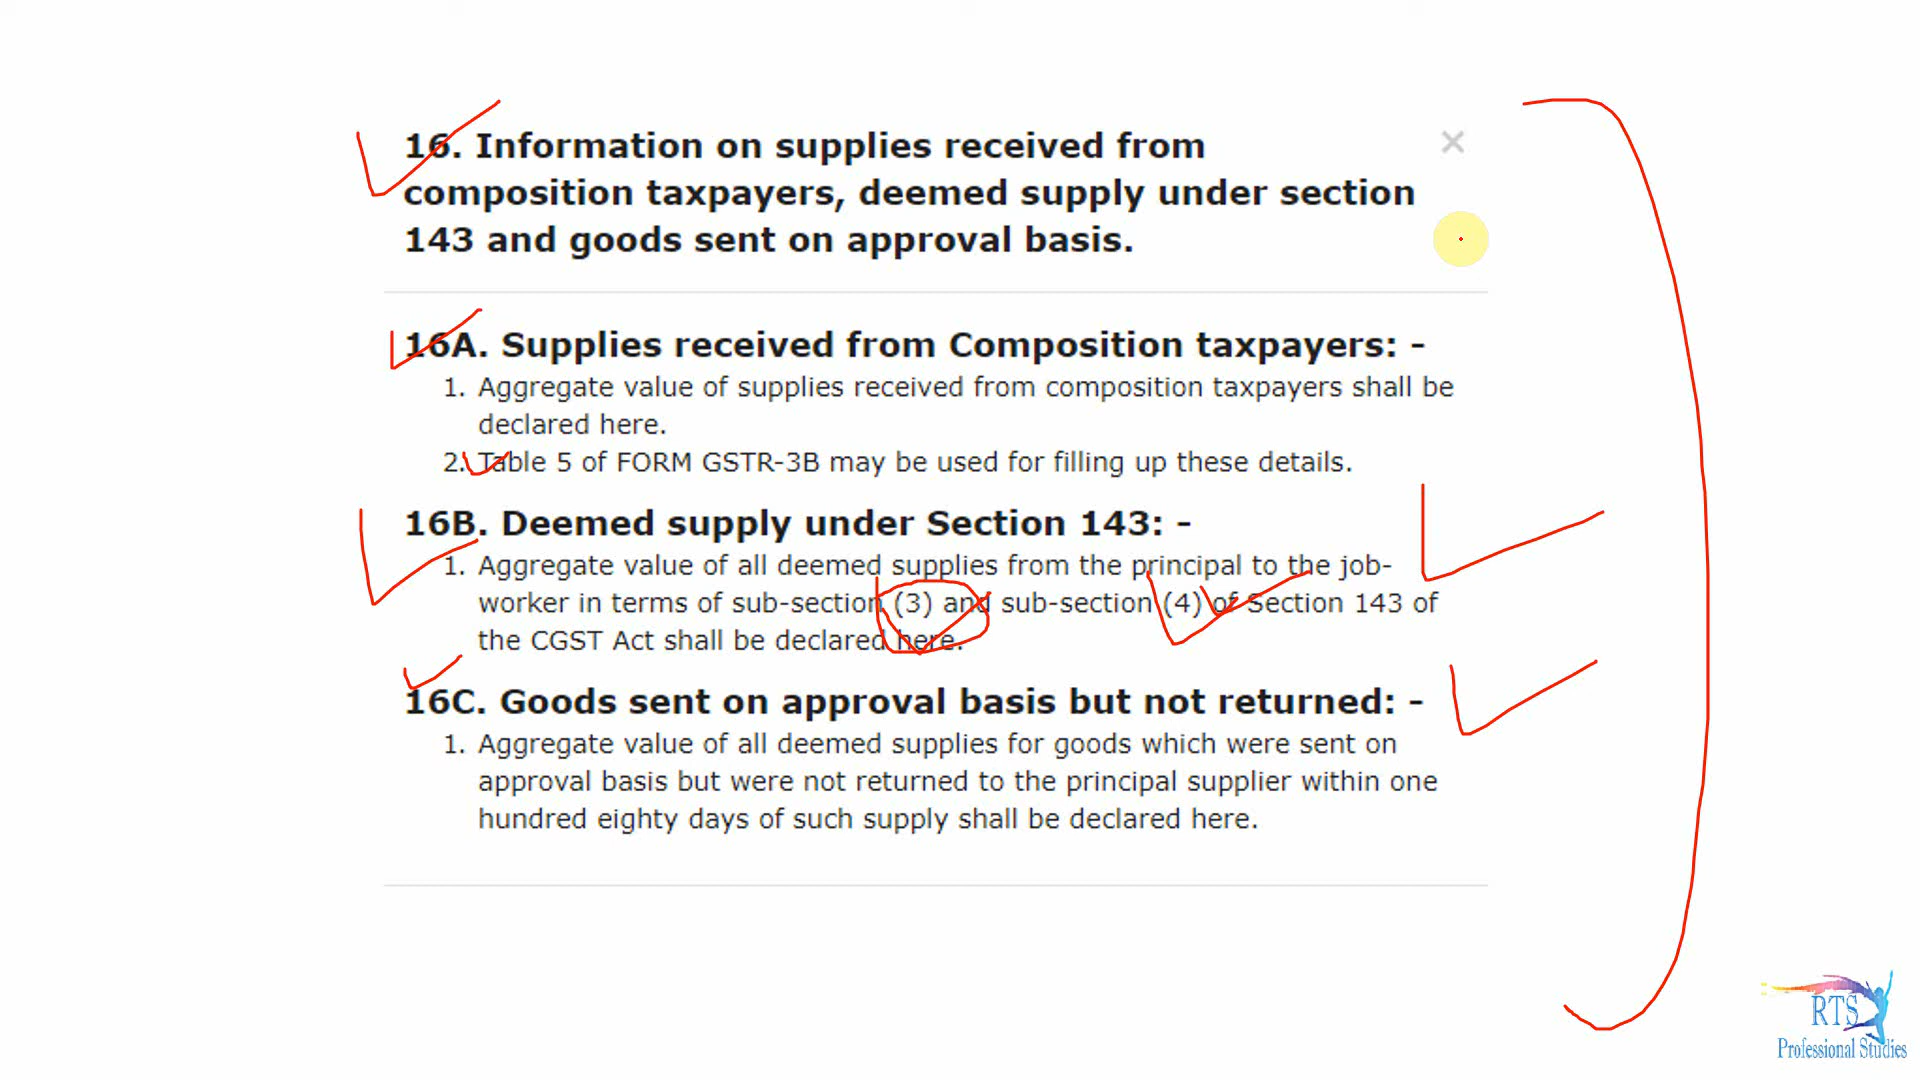 16. Information on supplies received from
composition taxpayers, deemed supply under section
143 and goods sent on approval basis.
×
16A. Supplies received from Composition taxpayers: -
1. Aggregate value of supplies received from composition taxpayers shall be
declared here.
2. Table 5 of FORM GSTR-3B may be used for filling up these details.
16B. Deemed supply under Section 143: -
1. Aggregate value of all deemed supplies from the principal to the job-
worker in terms of sub-section (3) and sub-section (4) of Section 143 of
the CGST Act shall be declared here.
16C. Goods sent on approval basis but not returned: -
1. Aggregate value of all deemed supplies for goods which were sent on
approval basis but were not returned to the principal supplier within one
hundred eighty days of such supply shall be declared here.
RTS
Professional Studies